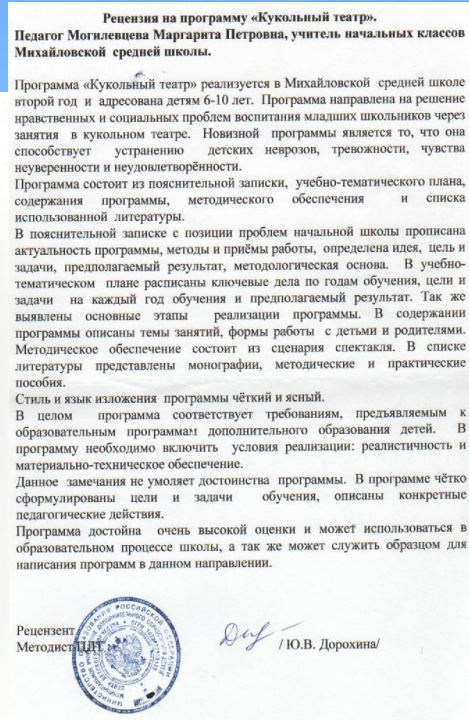 Рецензия на программу «Кукольный театр».
Педагог Могилевцева Маргарита Петровна, учитель начальных классов
Михайловской средней школы.
Программа «Кукольный театр» реализуется в Михайловской средней школе
второй год и адресована детям 6-10 лет. Программа направлена на решение
нравственных и социальных проблем воспитания младших школьников через
занятия в кукольном театре. Новизной программы является то, что она
способствует устранению детских неврозов, тревожности, чувства
неуверенности и неудовлетворённости.
Программа состоит из пояснительной записки, учебно-тематического плана,
содержания программы, методического обеспечения и списка
использованной литературы.
В пояснительной записке с позиции проблем начальной школы прописана
актуальность программы, методы и приёмы работы, определена идея, цель и
задачи, предполагаемый результат, методологическая основа. В учебно-
тематическом плане расписаны ключевые дела по годам обучения, цели и
задачи на каждый год обучения и предполагаемый результат. Так же
выявлены основные этапы реализации программы. В содержании
программы описаны темы занятий, формы работы с детьми и родителями.
Методическое обеспечение состоит из сценария спектакля. В списке
литературы представлены монографии, методические и практические
пособия.
Стиль и язык изложения программы чёткий и ясный.
В целом программа соответствует требованиям, предъявляемым к
образовательным программам дополнительного образования детей. В
программу необходимо включить условия реализации: реалистичность и
материально-техническое обеспечение.
Данное замечания не умоляет достоинства программы. В программе чётко
сформулированы цели и задачи обучения, описаны конкретные
педагогические действия.
Программа достойна очень высокой оценки и может использоваться в
образовательном процессе школы, а так же может служить образцом для
написания программ в данном направлении.
Рецензент
Методист / Ю.В. Дорохина/